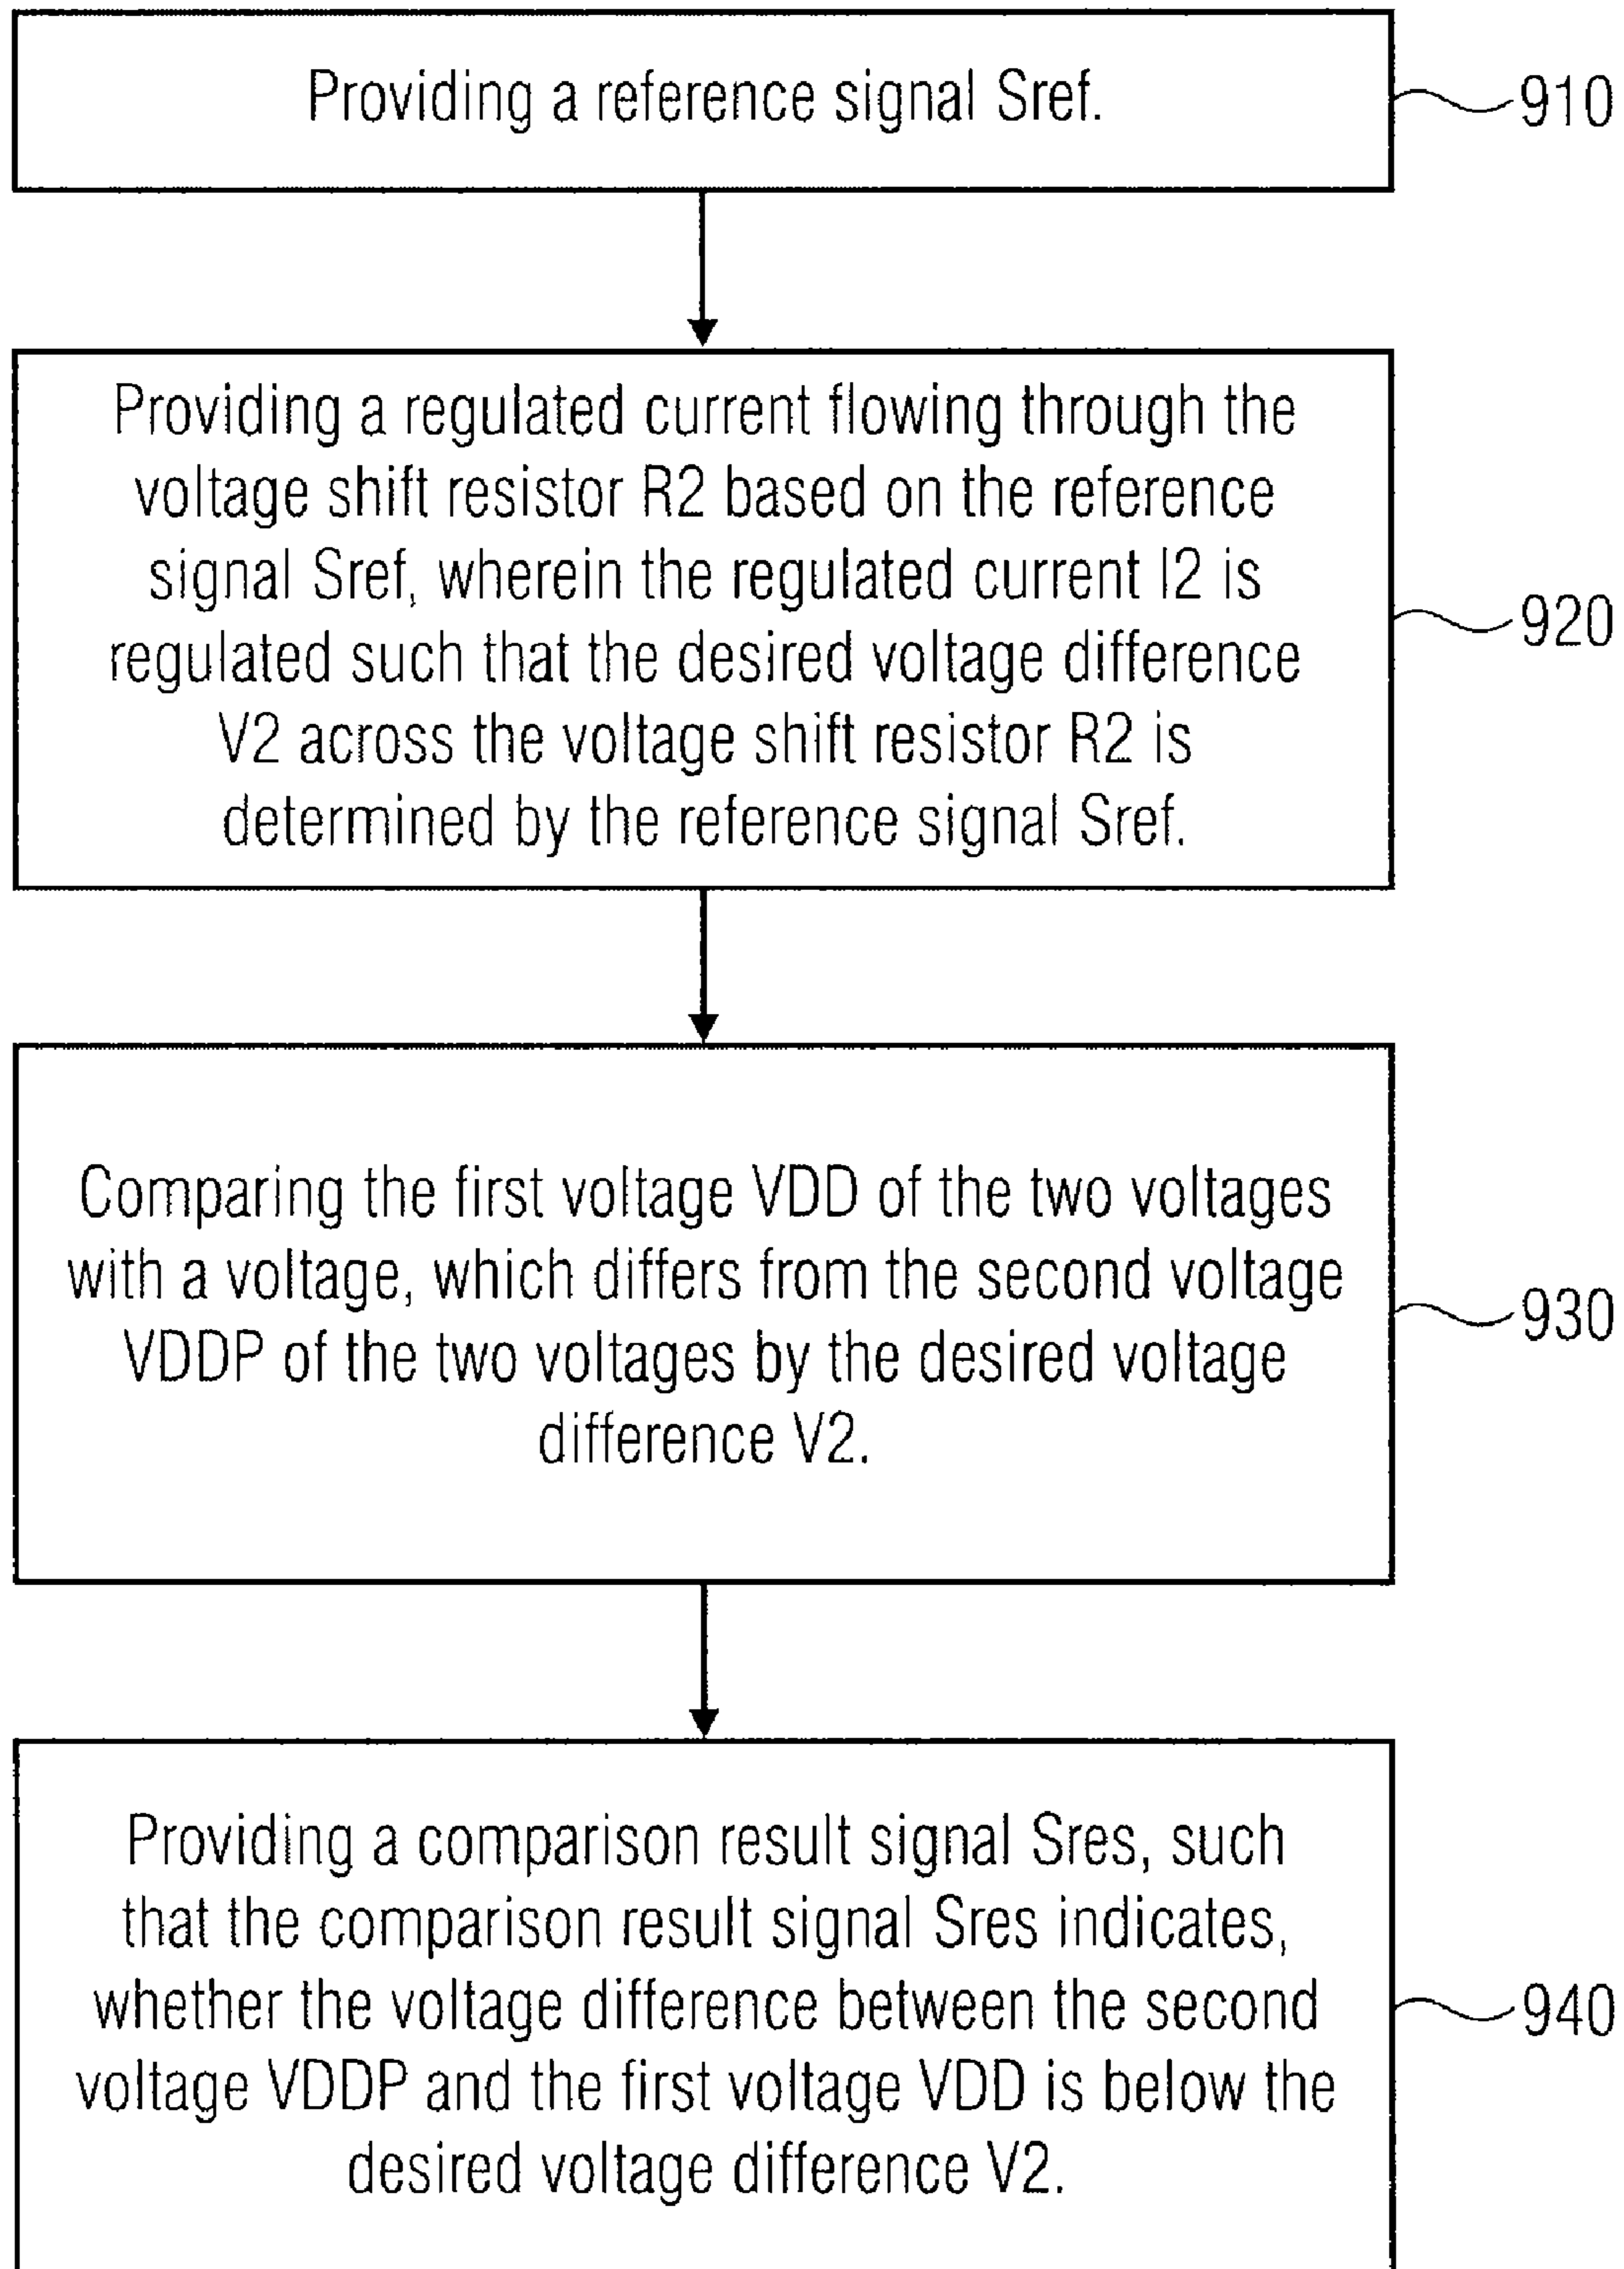 Providing a reference signal Sref.
910
Providing a regulated current flowing through the
voltage shift resistor R2 based on the reference
signal Sref, wherein the regulated current I2 is
regulated such that the desired voltage difference
V2 across the voltage shift resistor R2 is
determined by the reference signal Sref.
920
Comparing the first voltage VDD of the two voltages
with a voltage, which differs from the second voltage
VDDP of the two voltages by the desired voltage
difference V2.
930
Providing a comparison result signal Sres, such
that the comparison result signal Sres indicates,
whether the voltage difference between the second
voltage VDDP and the first voltage VDD is below the
desired voltage difference V2.
940